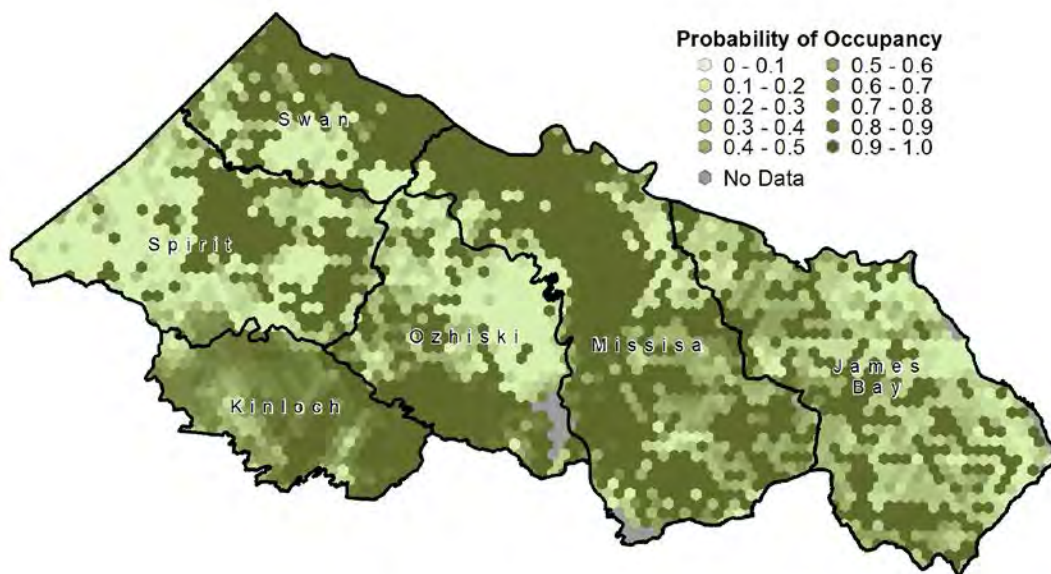 Probability of Occupancy
0 - 0.1
0.1 - 0.2
0.2 - 0.3
0.3 - 0.4
0.4 - 0.5
0.5 - 0.6
0.6 - 0.7
0.7 - 0.8
0.8 - 0.9
0.9 - 1.0
No Data
Swan
Spirit
Ozhiski
Missisa
James
Bay
Kinloch